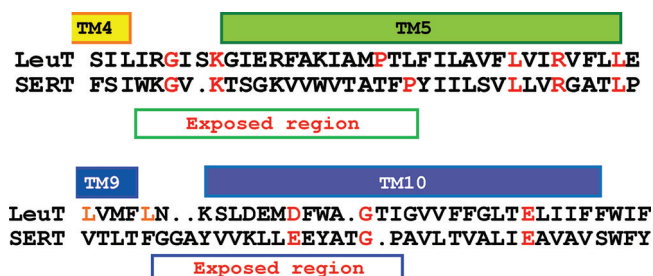 TM4 TM5
LeuT SILIRGISKGIERFAKIAMPTLFILAVFLVIRVFLLE
SERT FSIWKGV.KTSGKVVWVTATFPYIILSVLLVRGATLP
Exposed region
TM9 TM10
LeuT LVMFLN..KSLDEMDFWA.GTIGVVFFGLTELIIFFWIF
SERT VTLTFGGAYVVKLLEEYATG.PAVLTVALIEAVAVSWFY
Exposed region